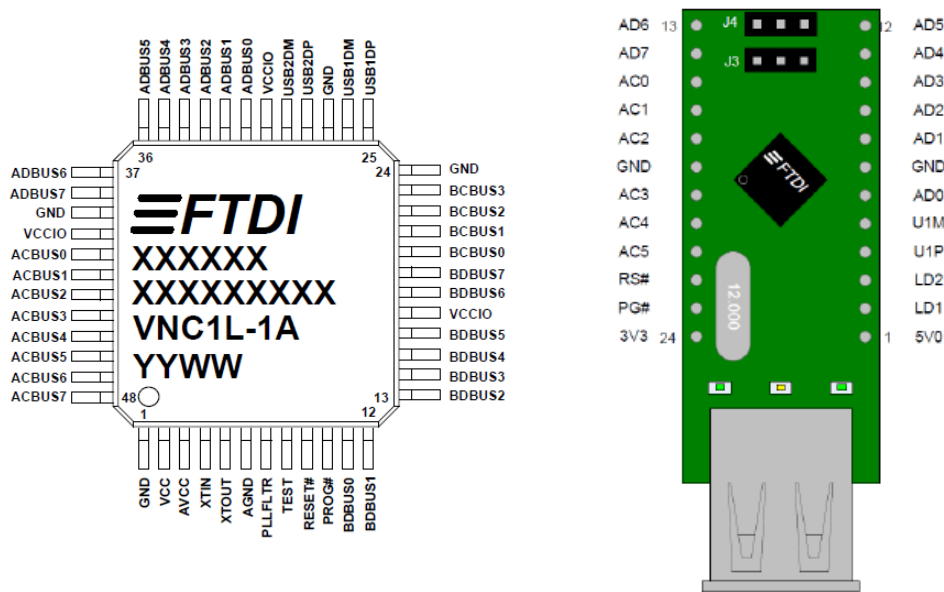 ADBUS5
ADBUS4
ADBUS3
ADBUS2
ADBUS1
ADBUS0
VCCIO
USB2DM
USB2DP
GND
USB1DM
USB1DP
36
25
37
24
ADBUS6
ADBUS7
GND
VCCIO
ACBUS0
ACBUS1
ACBUS2
ACBUS3
ACBUS4
ACBUS5
ACBUS6
ACBUS7
FTDI
XXXXXX
XXXXXXXXX
VNC1L-1A
YYWW
48
1
13
12
GND
BCBUS3
BCBUS2
BCBUS1
BCBUS0
BDBUS7
BDBUS6
VCCIO
BDBUS5
BDBUS4
BDBUS3
BDBUS2
GND
VCC
AVCC
XTIN
XTOUT
AGND
PLLFLTR
TEST
RESET#
PROG#
BDBUS0
BDBUS1
AD6 13 J4 12 AD5
AD7 J3 AD4
AC0 AD3
AC1 AD2
AC2 AD1
GND GND
AC3 AD0
AC4 U1M
AC5 U1P
RS# LD2
PG# LD1
3V3 24 1 5V0
FTDI
12.000